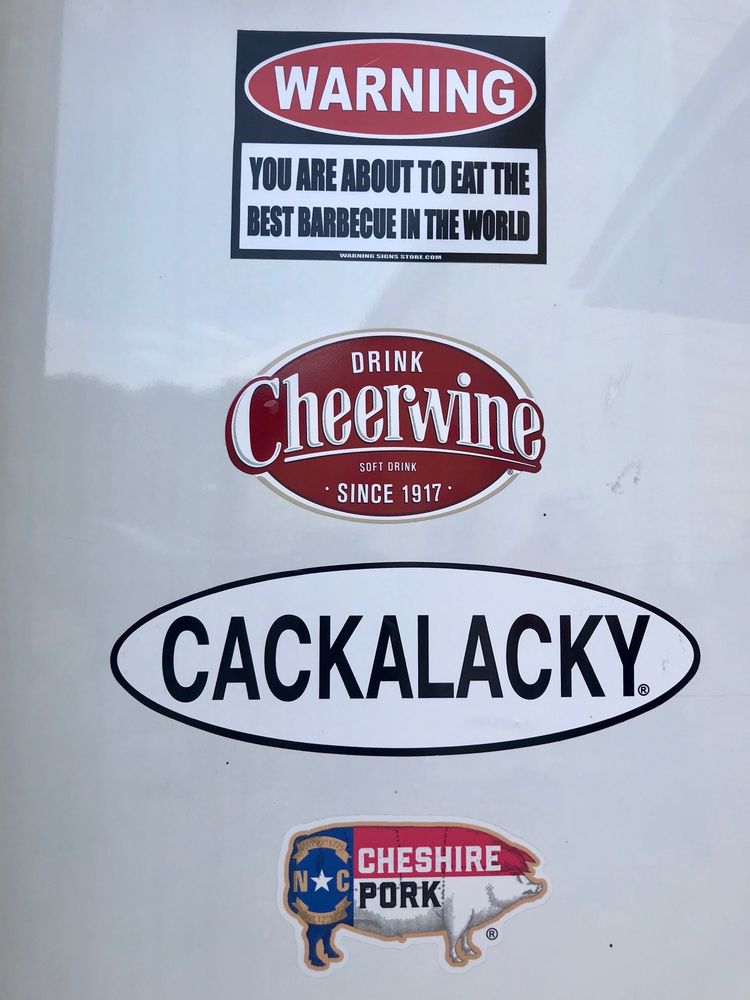 WARNING
YOU ARE ABOUT TO EAT THE
BEST BARBECUE IN THE WORLD
WARNING SIGNS STORE.COM
DRINK
Cheerwine
®
SOFT DRINK
· SINCE 1917 ·
CACKALACKY®
CHESHIRE
N C PORK
®